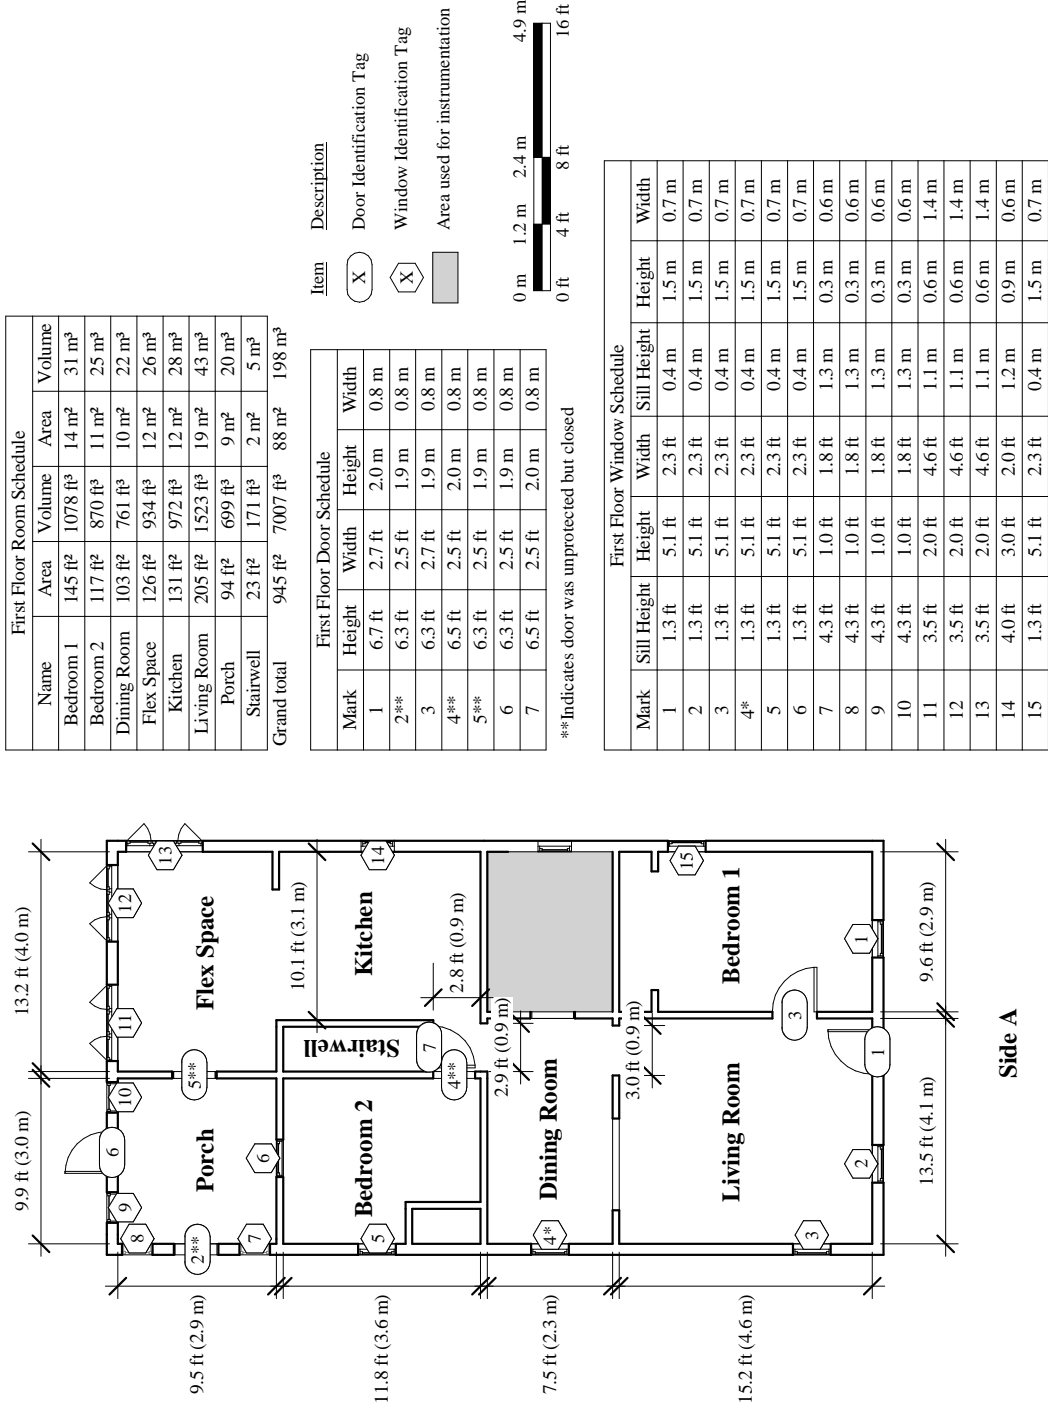 First Floor Room Schedule
Name Area Volume Area Volume
Bedroom 1 145 ft² 1078 ft³ 14 m² 31 m³
Bedroom 2 117 ft² 870 ft³ 11 m² 25 m³
Dining Room 103 ft² 761 ft³ 10 m² 22 m³
Flex Space 126 ft² 934 ft³ 12 m² 26 m³
Kitchen 131 ft² 972 ft³ 12 m² 28 m³
Living Room 205 ft² 1523 ft³ 19 m² 43 m³
Porch 94 ft² 699 ft³ 9 m² 20 m³
Stairwell 23 ft² 171 ft³ 2 m² 5 m³
Grand total 945 ft² 7007 ft³ 88 m² 198 m³
First Floor Door Schedule
Mark Height Width Height Width
1 6.7 ft 2.7 ft 2.0 m 0.8 m
2** 6.3 ft 2.5 ft 1.9 m 0.8 m
3 6.3 ft 2.7 ft 1.9 m 0.8 m
4** 6.5 ft 2.5 ft 2.0 m 0.8 m
5** 6.3 ft 2.5 ft 1.9 m 0.8 m
6 6.3 ft 2.5 ft 1.9 m 0.8 m
7 6.5 ft 2.5 ft 2.0 m 0.8 m
**Indicates door was unprotected but closed
Item Description
X Door Identification Tag
X Window Identification Tag
Area used for instrumentation
0 m 1.2 m 2.4 m 4.9 m
0 ft 4 ft 8 ft 16 ft
First Floor Window Schedule
Mark Sill Height Height Width Sill Height Height Width
1 1.3 ft 5.1 ft 2.3 ft 0.4 m 1.5 m 0.7 m
2 1.3 ft 5.1 ft 2.3 ft 0.4 m 1.5 m 0.7 m
3 1.3 ft 5.1 ft 2.3 ft 0.4 m 1.5 m 0.7 m
4* 1.3 ft 5.1 ft 2.3 ft 0.4 m 1.5 m 0.7 m
5 1.3 ft 5.1 ft 2.3 ft 0.4 m 1.5 m 0.7 m
6 1.3 ft 5.1 ft 2.3 ft 0.4 m 1.5 m 0.7 m
7 4.3 ft 1.0 ft 1.8 ft 1.3 m 0.3 m 0.6 m
8 4.3 ft 1.0 ft 1.8 ft 1.3 m 0.3 m 0.6 m
9 4.3 ft 1.0 ft 1.8 ft 1.3 m 0.3 m 0.6 m
10 4.3 ft 1.0 ft 1.8 ft 1.3 m 0.3 m 0.6 m
11 3.5 ft 2.0 ft 4.6 ft 1.1 m 0.6 m 1.4 m
12 3.5 ft 2.0 ft 4.6 ft 1.1 m 0.6 m 1.4 m
13 3.5 ft 2.0 ft 4.6 ft 1.1 m 0.6 m 1.4 m
14 4.0 ft 3.0 ft 2.0 ft 1.2 m 0.9 m 0.6 m
15 1.3 ft 5.1 ft 2.3 ft 0.4 m 1.5 m 0.7 m
9.9 ft (3.0 m) 13.2 ft (4.0 m)
9 6 10 11 12
8 13
9.5 ft (2.9 m) 2** Porch 5** Flex Space
7 6
10.1 ft (3.1 m)
Stairwell
11.8 ft (3.6 m) 5 Bedroom 2 Kitchen 14
7
4** 2.8 ft (0.9 m)
2.9 ft (0.9 m)
7.5 ft (2.3 m) 4* Dining Room
3.0 ft (0.9 m)
15
15.2 ft (4.6 m) Living Room Bedroom 1
3 3
2 1 1
13.5 ft (4.1 m) 9.6 ft (2.9 m)
Side A